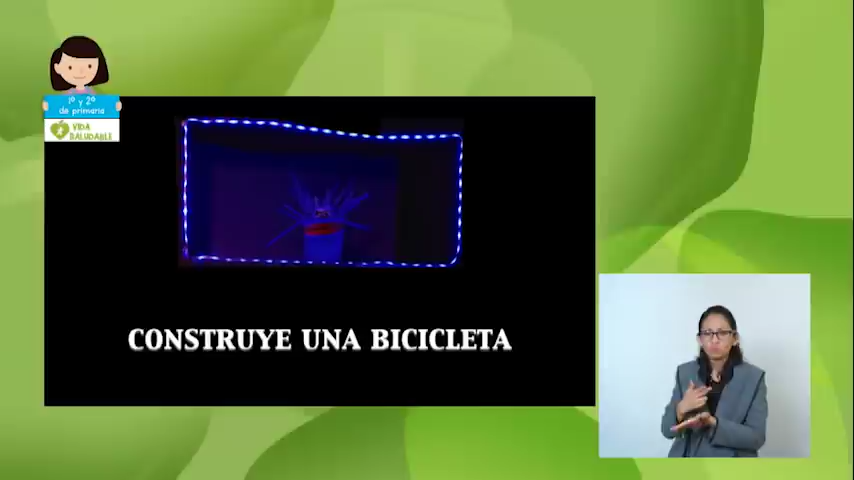 1º y 2º
de primaria
VIDA
SALUDABLE
CONSTRUYE UNA BICICLETA